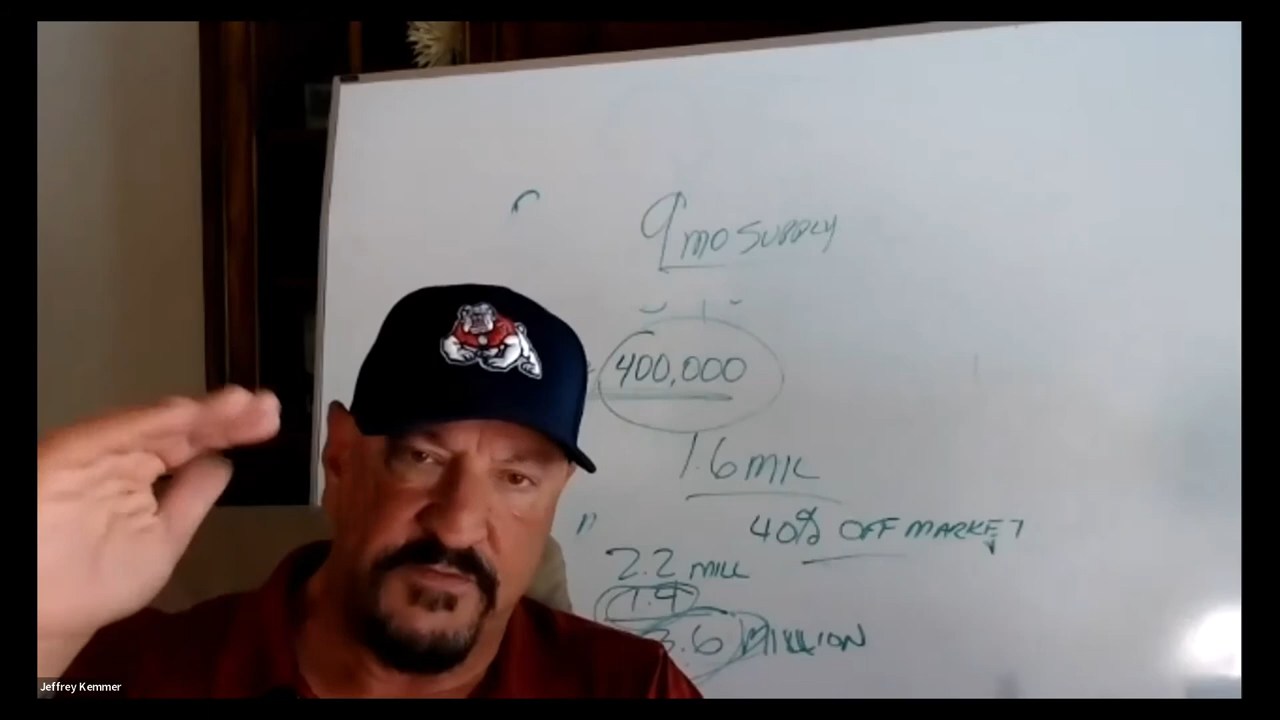 9 MO SUPPLY
400,000
1.6 MIL
40% OFF MARKET
2.2 MILL
1.9
3.6 MILLION
Jeffrey Kemmer